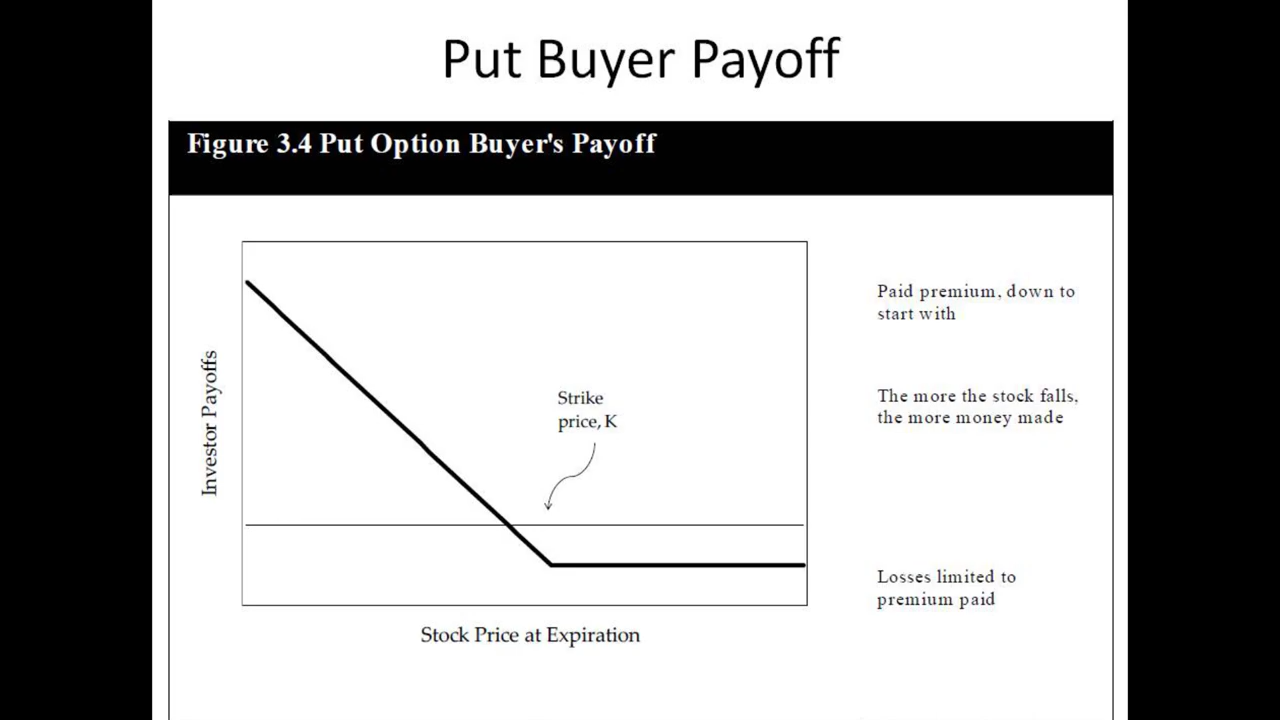 Put Buyer Payoff
Figure 3.4 Put Option Buyer's Payoff
Investor Payoffs
Strike
price, K
Stock Price at Expiration
Paid premium, down to
start with
The more the stock falls,
the more money made
Losses limited to
premium paid